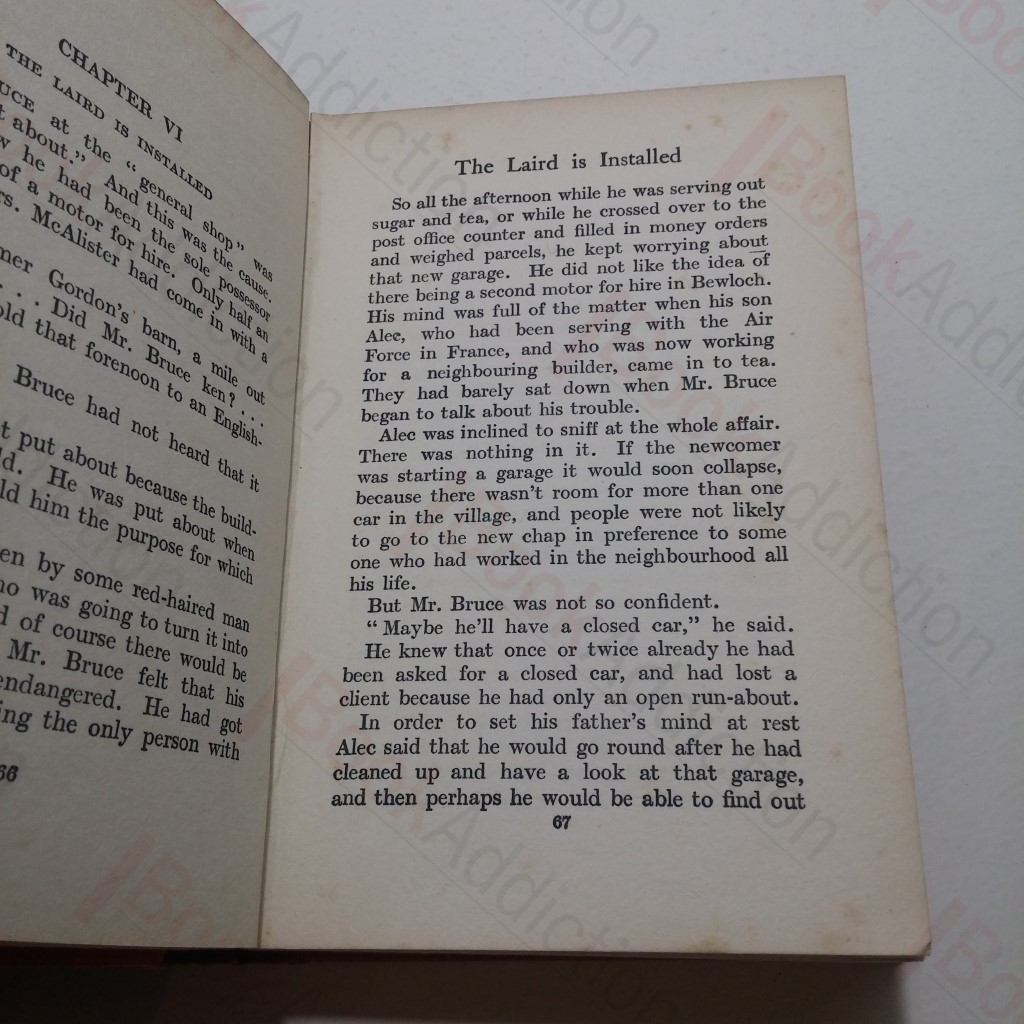 CHAPTER VI
THE LAIRD IS INSTALLED
UCE at the "general shop" was
t about." And this was the cause.
w he had been the sole possessor
of a motor for hire. Only half an
rs. McAlister had come in with a
mer Gordon's barn, a mile out
. . . Did Mr. Bruce ken? . . .
old that forenoon to an English-
Bruce had not heard that it
t put about because the build-
ld. He was put about when
ld him the purpose for which
en by some red-haired man
ho was going to turn it into
d of course there would be
Mr. Bruce felt that his
endangered. He had got
ing the only person with
66
The Laird is Installed
So all the afternoon while he was serving out
sugar and tea, or while he crossed over to the
post office counter and filled in money orders
and weighed parcels, he kept worrying about
that new garage. He did not like the idea of
there being a second motor for hire in Bewloch.
His mind was full of the matter when his son
Alec, who had been serving with the Air
Force in France, and who was now working
for a neighbouring builder, came in to tea.
They had barely sat down when Mr. Bruce
began to talk about his trouble.
Alec was inclined to sniff at the whole affair.
There was nothing in it. If the newcomer
was starting a garage it would soon collapse,
because there wasn't room for more than one
car in the village, and people were not likely
to go to the new chap in preference to some
one who had worked in the neighbourhood all
his life.
But Mr. Bruce was not so confident.
"Maybe he'll have a closed car," he said.
He knew that once or twice already he had
been asked for a closed car, and had lost a
client because he had only an open run-about.
In order to set his father's mind at rest
Alec said that he would go round after he had
cleaned up and have a look at that garage,
and then perhaps he would be able to find out
67
BookAddiction